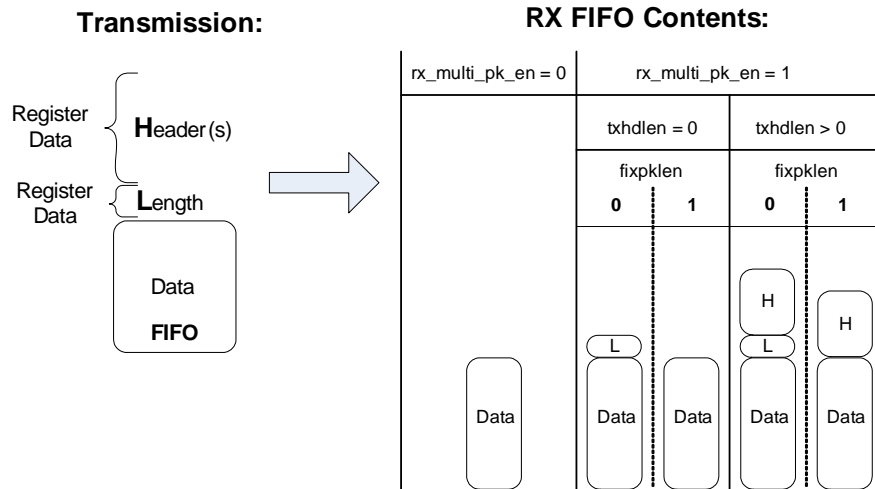 Transmission:
RX FIFO Contents:
Register
Data
Header(s)
Register
Data
Length
Data
FIFO
rx_multi_pk_en = 0
rx_multi_pk_en = 1
txhdlen = 0
txhdlen > 0
fixpklen
fixpklen
0
1
0
1
H
H
L
L
Data
Data
Data
Data
Data